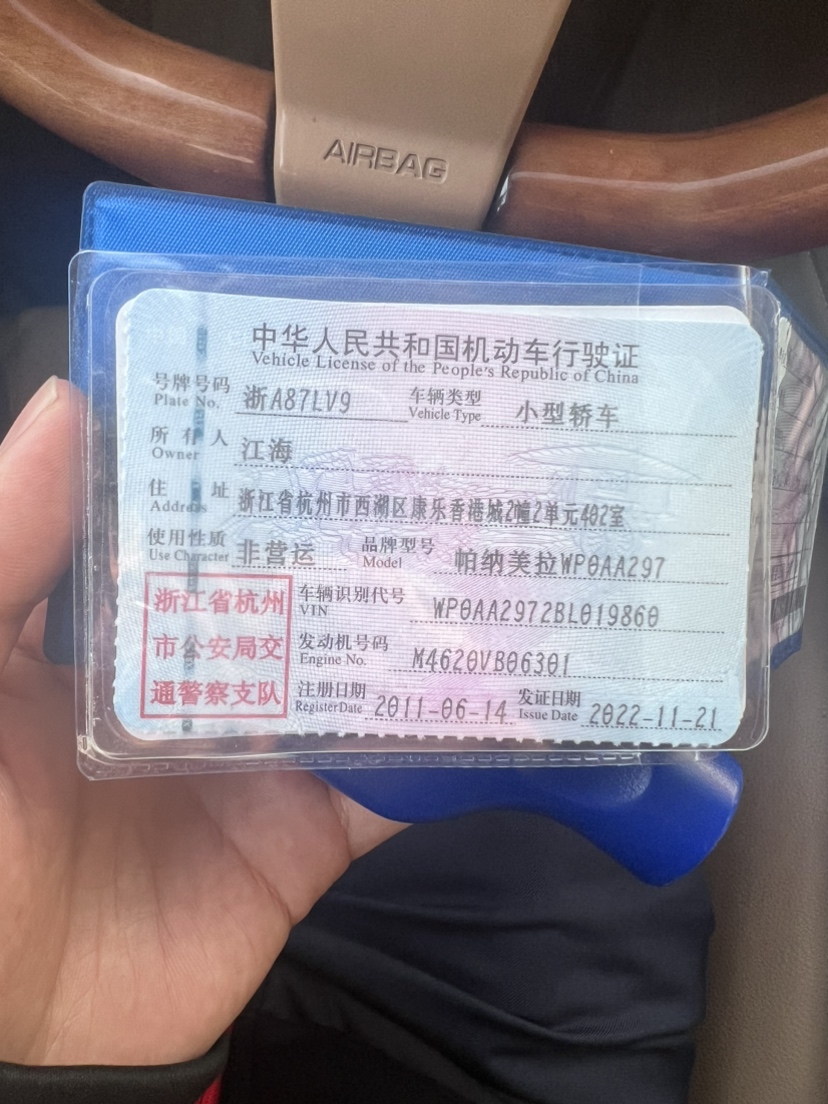 AIRBAG
中华人民共和国机动车行驶证
Vehicle License of the People's Republic of China
号牌号码 浙A87LV9 车辆类型 小型轿车
Plate No. Vehicle Type
所有人 江海
Owner
住址 浙江省杭州市西湖区康乐香港城2幢2单元402室
Address
使用性质 非营运 品牌型号 帕纳美拉WP0AA297
Use Character Model
浙江省杭州 车辆识别代号 WP0AA2972BL019860
VIN
市公安局交 发动机号码 M4620VB06301
Engine No.
通警察支队 注册日期 2011-06-14 发证日期 2022-11-21
Register Date Issue Date